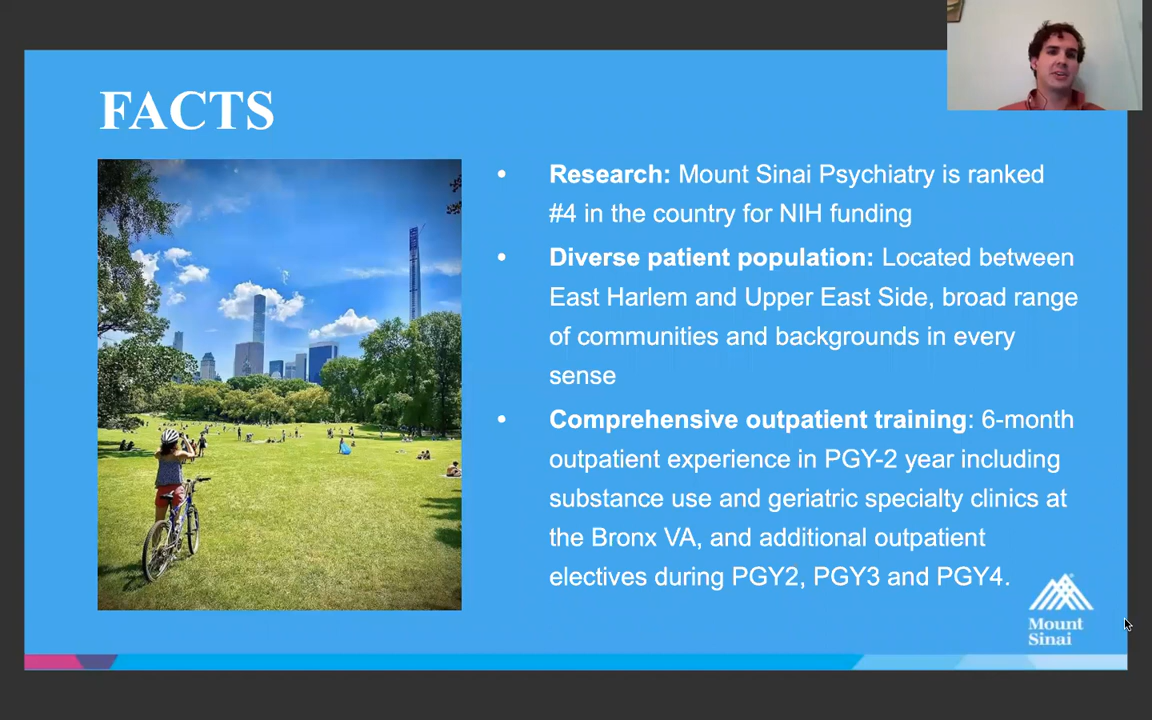 FACTS
• Research: Mount Sinai Psychiatry is ranked
#4 in the country for NIH funding
• Diverse patient population: Located between
East Harlem and Upper East Side, broad range
of communities and backgrounds in every
sense
• Comprehensive outpatient training: 6-month
outpatient experience in PGY-2 year including
substance use and geriatric specialty clinics at
the Bronx VA, and additional outpatient
electives during PGY2, PGY3 and PGY4.
Mount
Sinai